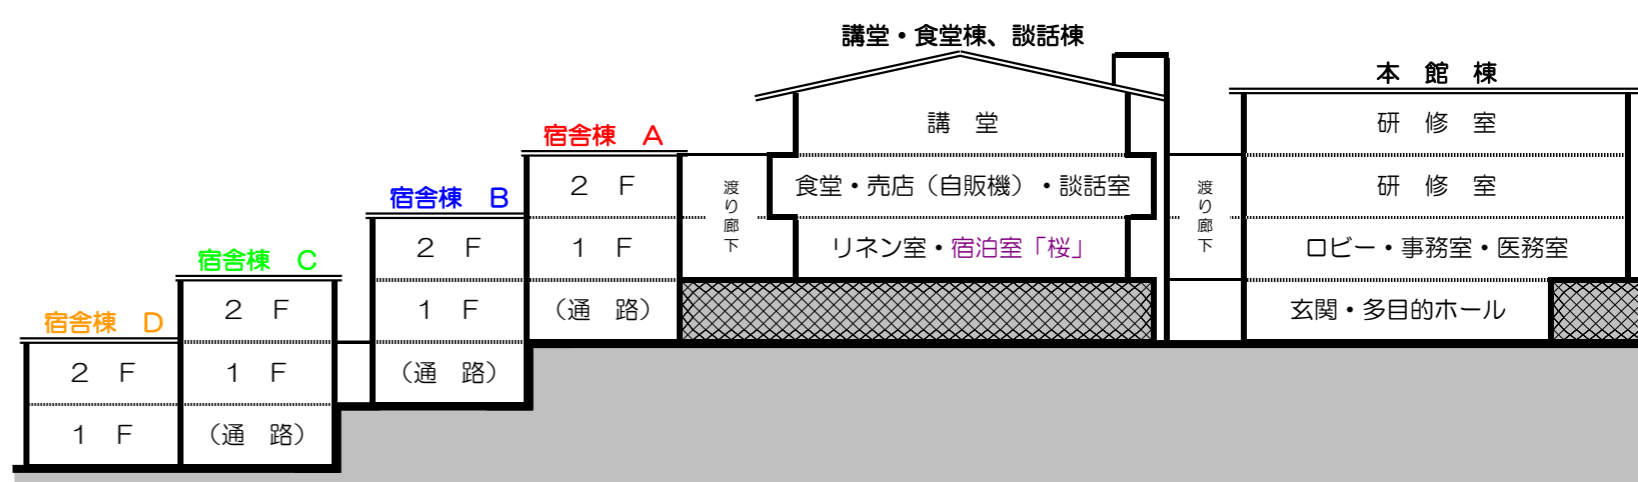 講堂・食堂棟、談話棟
本　館　棟
講　堂
研　修　室
宿舎棟　A
２　F
渡り廊下
食堂・売店（自販機）・談話室
渡り廊下
研　修　室
宿舎棟　B
２　F
１　F
リネン室・宿泊室「桜」
ロビー・事務室・医務室
宿舎棟　C
２　F
１　F
（通　路）
玄関・多目的ホール
宿舎棟　D
２　F
１　F
（通　路）
１　F
（通　路）